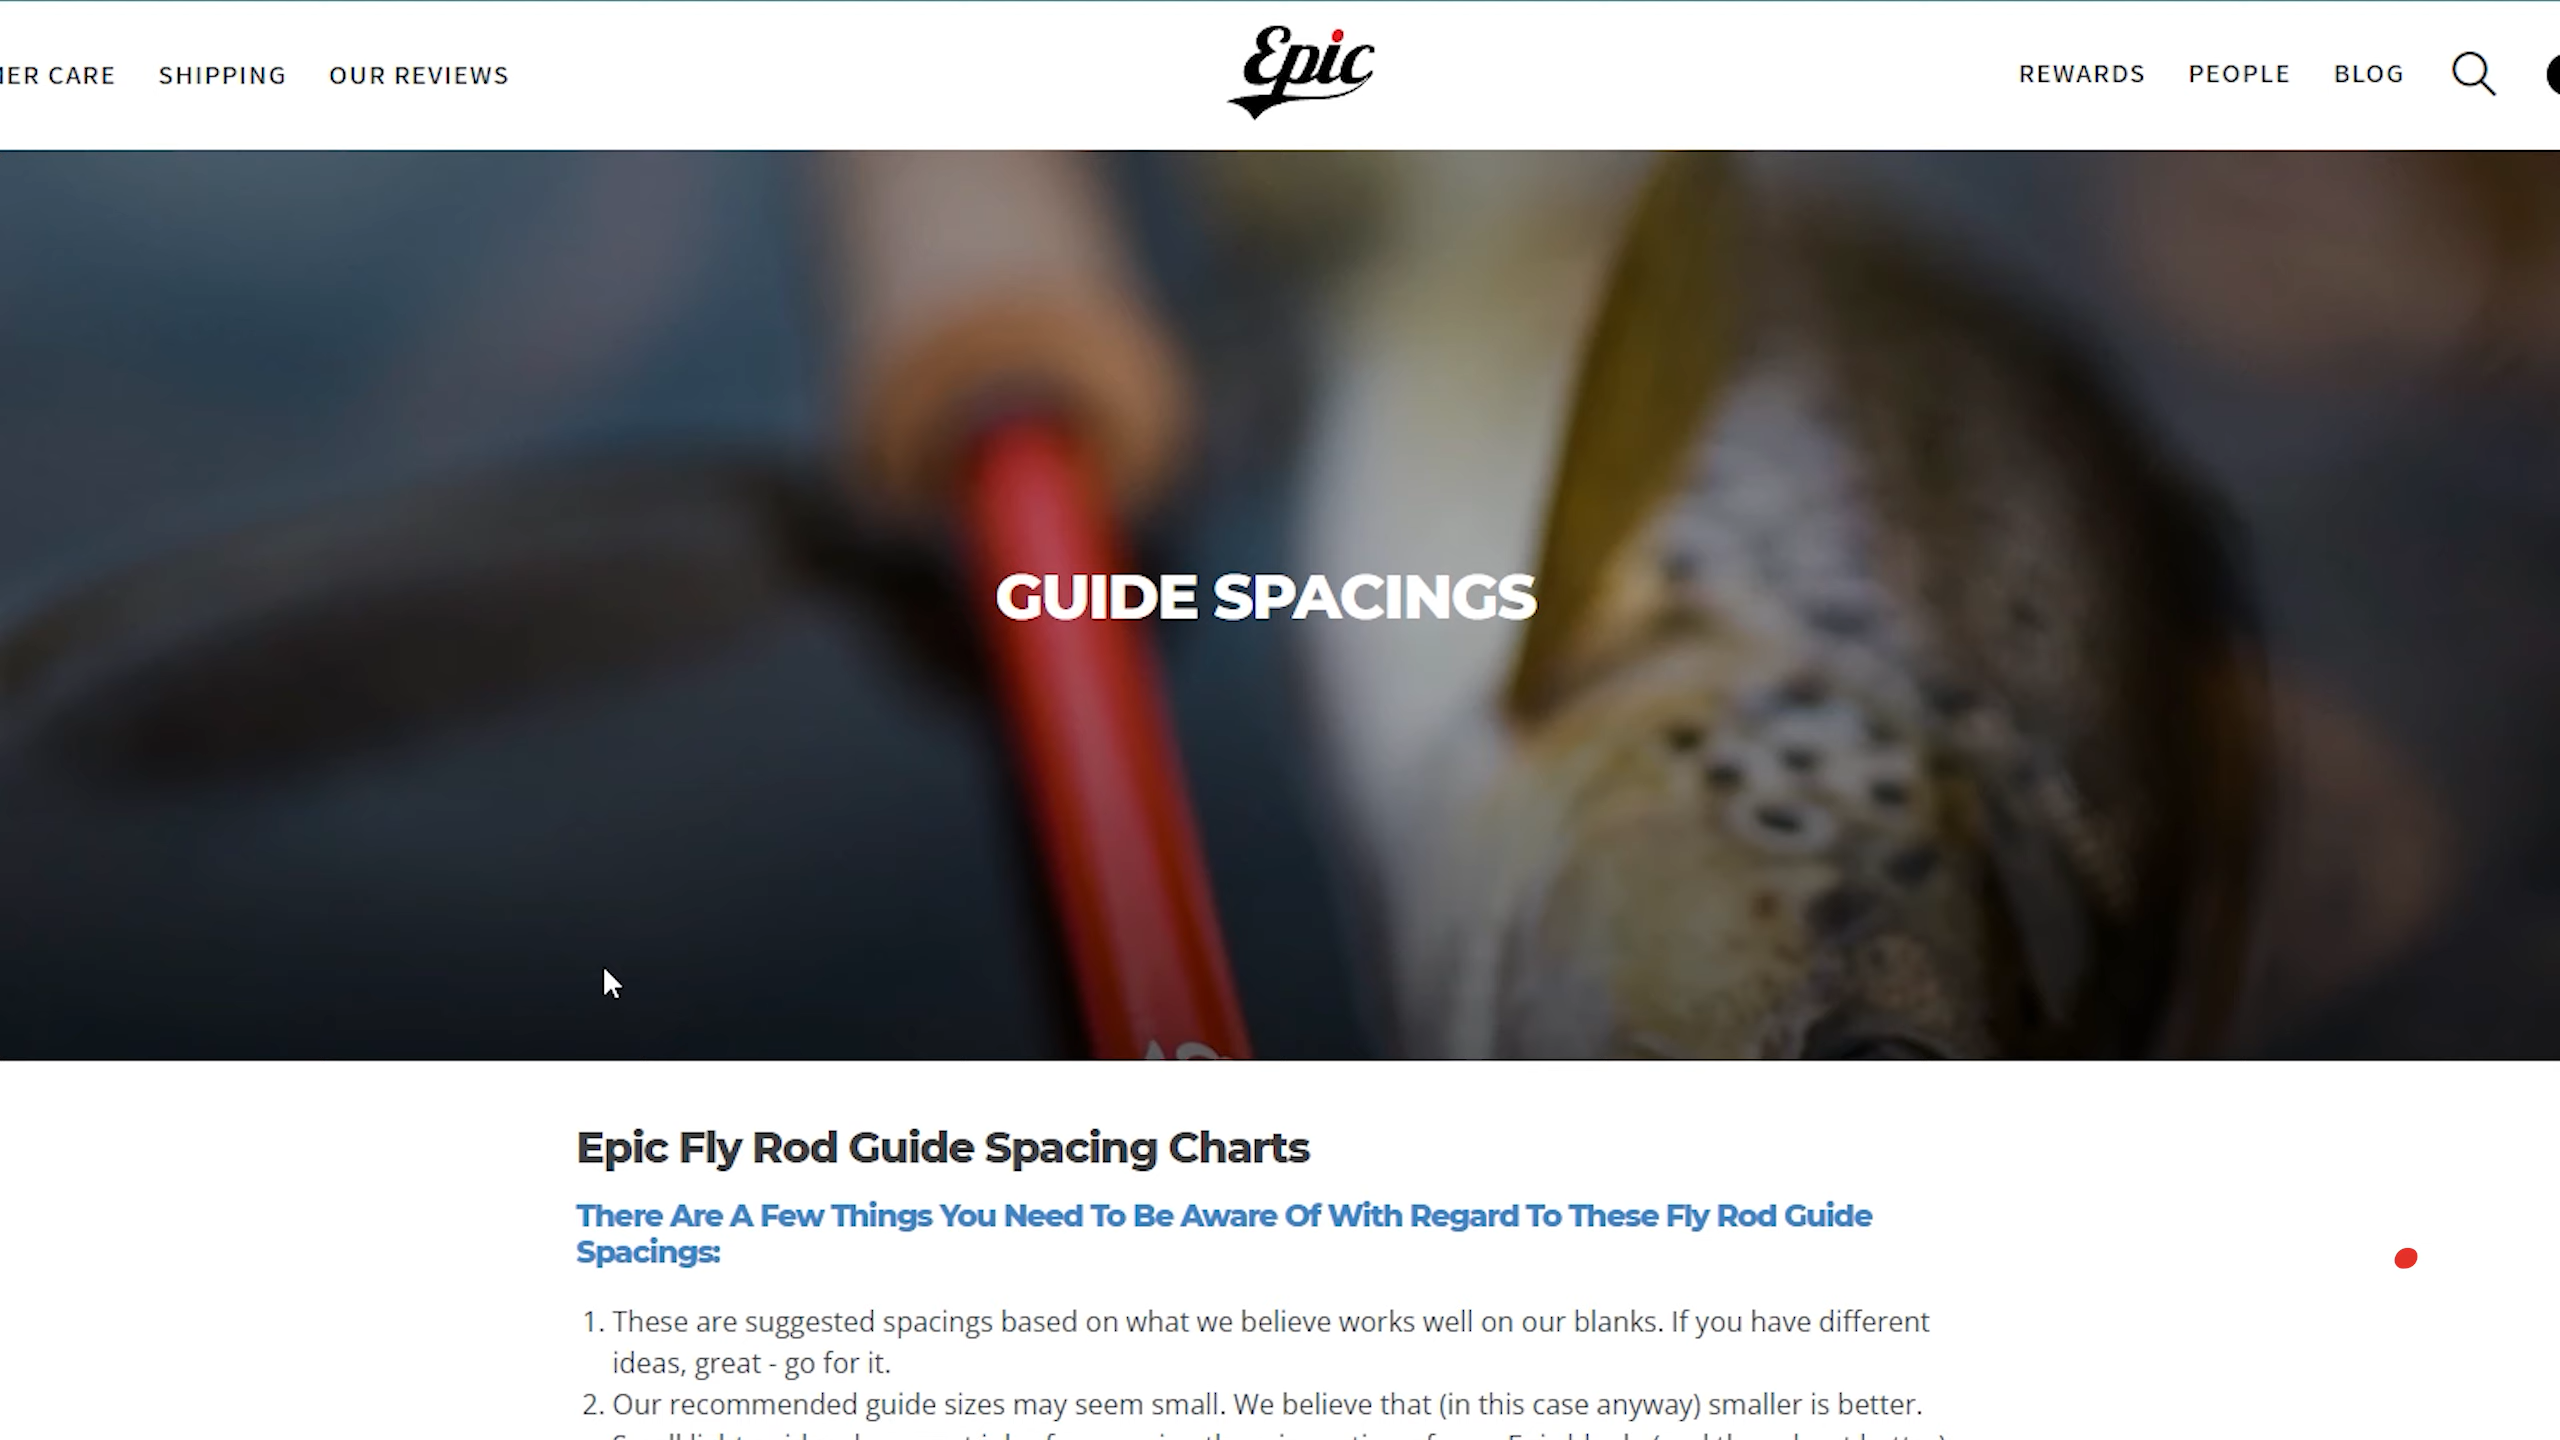 MER CARE SHIPPING OUR REVIEWS Epic REWARDS PEOPLE BLOG
GUIDE SPACINGS
Epic Fly Rod Guide Spacing Charts
There Are A Few Things You Need To Be Aware Of With Regard To These Fly Rod Guide
Spacings:
1. These are suggested spacings based on what we believe works well on our blanks. If you have different
ideas, great - go for it.
2. Our recommended guide sizes may seem small. We believe that (in this case anyway) smaller is better.